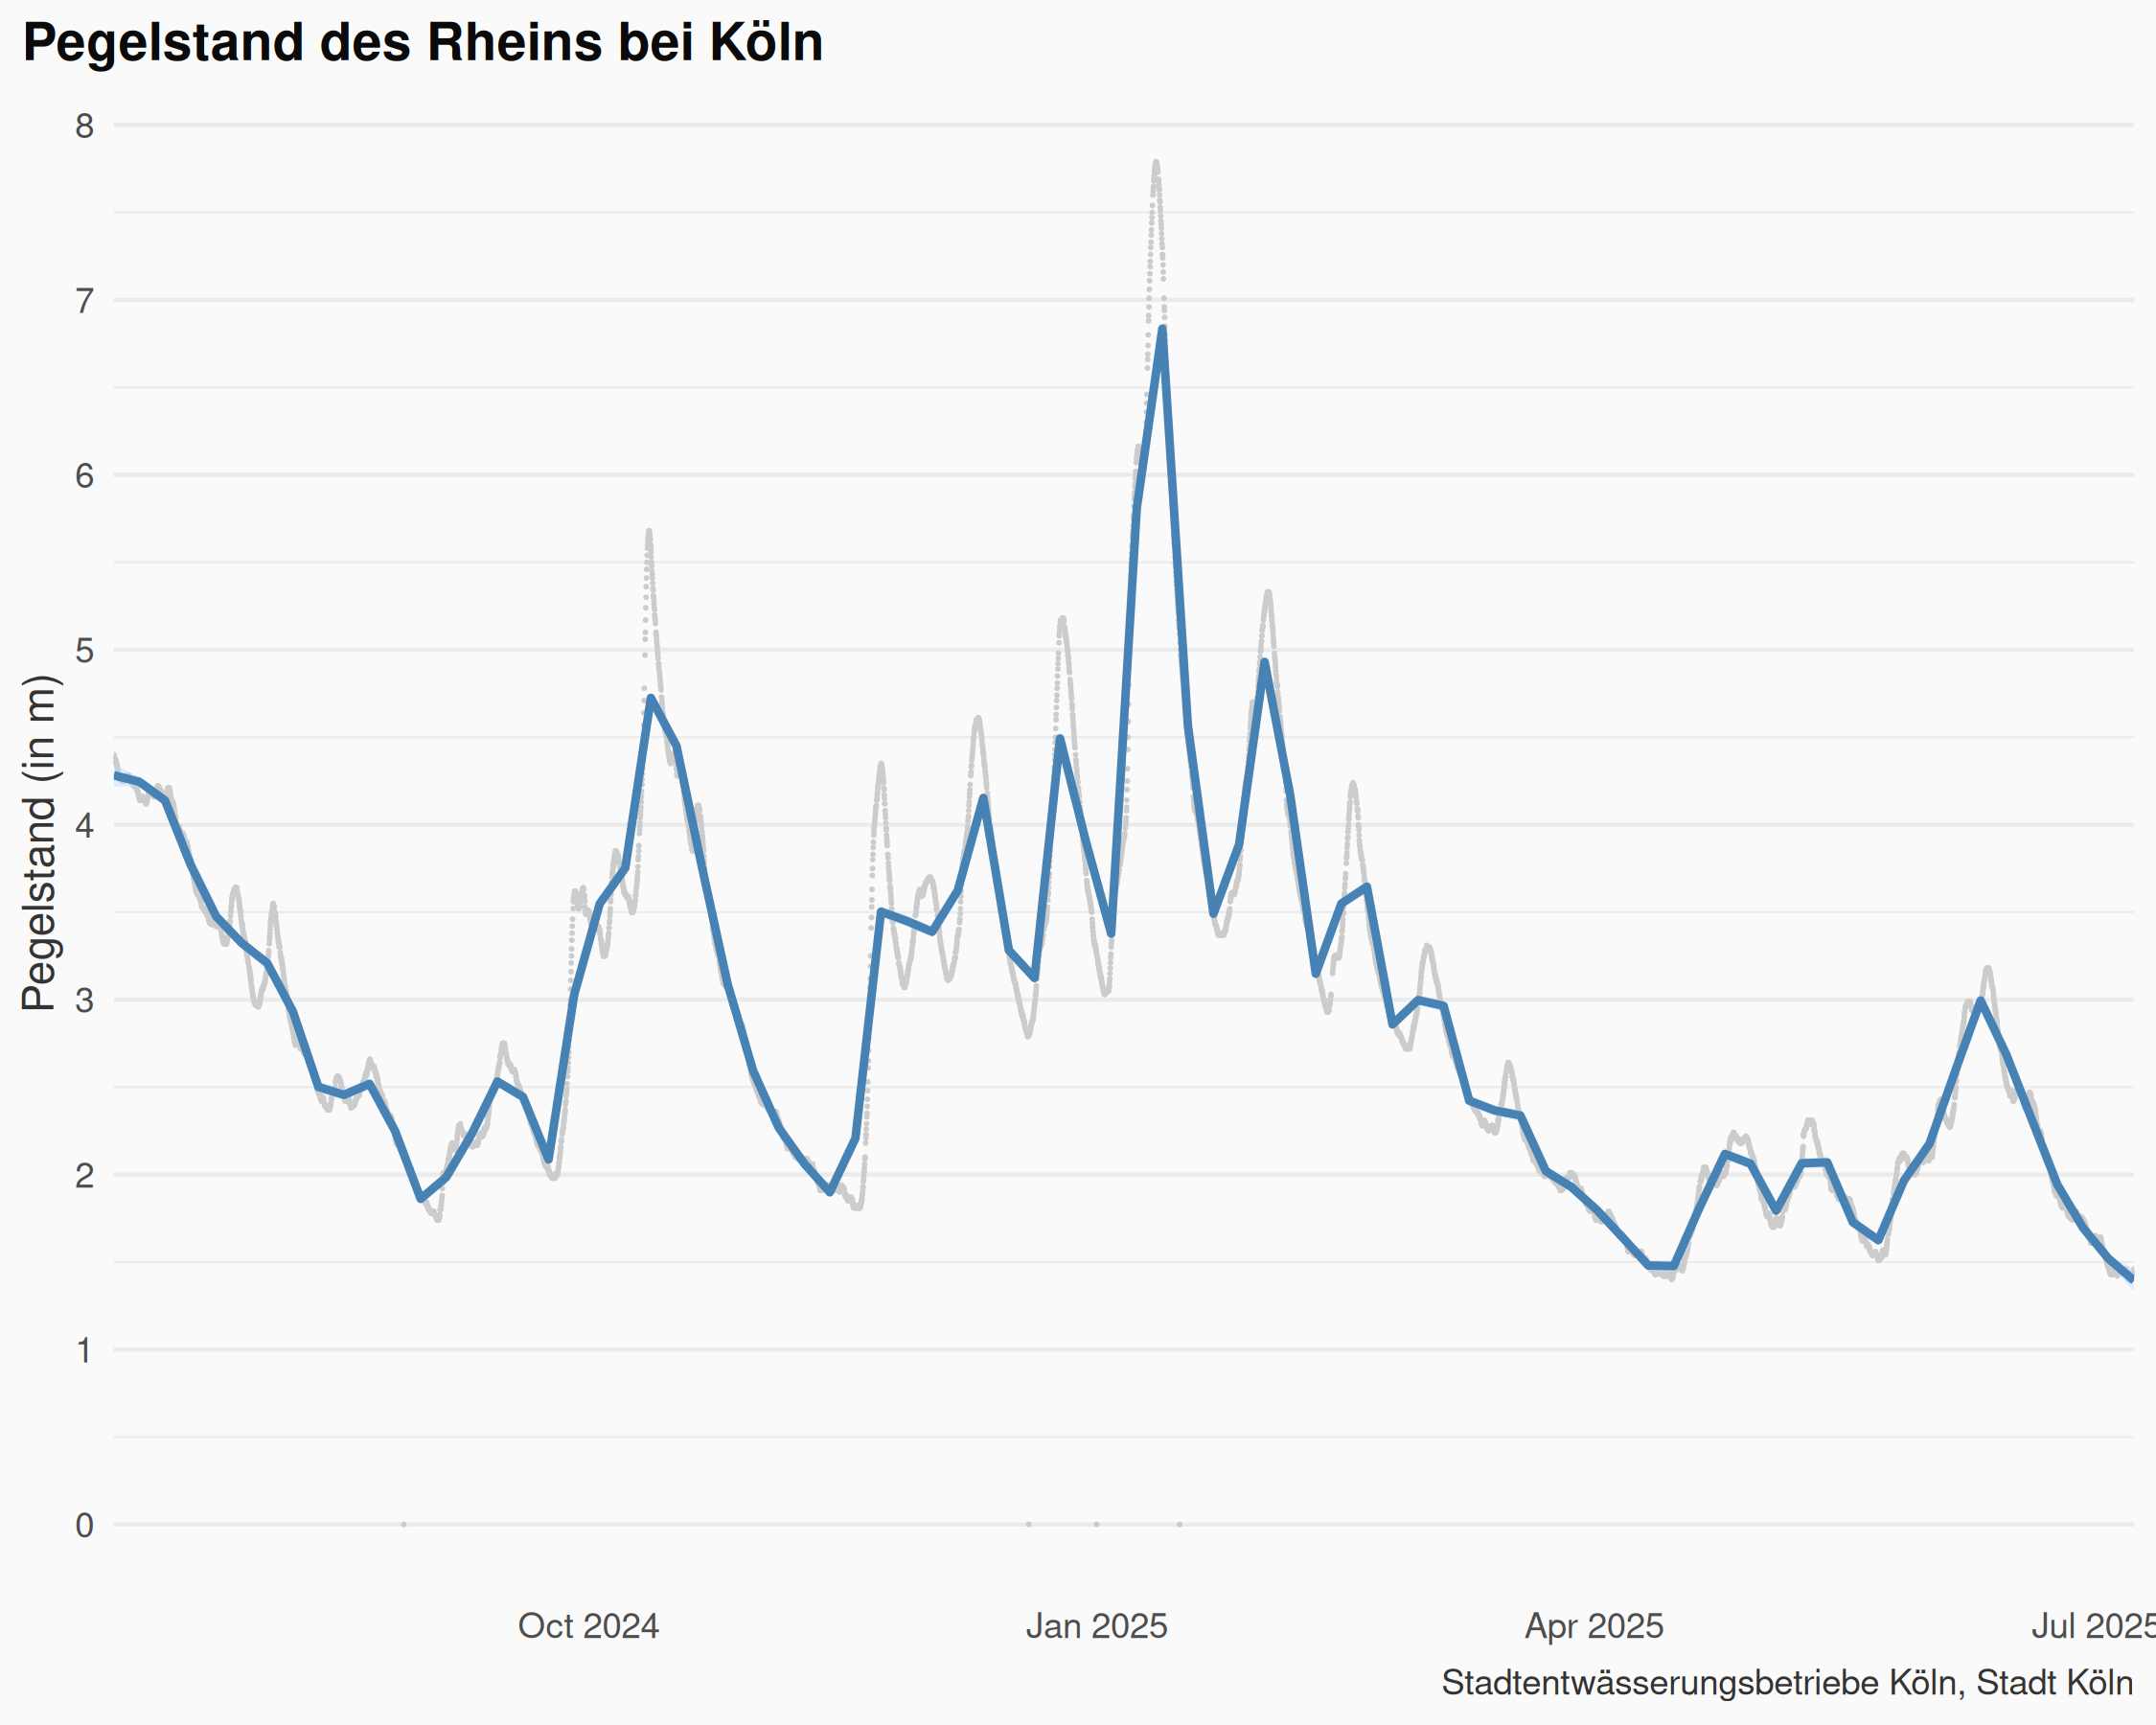 Pegelstand des Rheins bei Köln
8
7
6
5
4
3
2
1
0
Pegelstand (in m)
Oct 2024
Jan 2025
Apr 2025
Jul 2025
Stadtentwässerungsbetriebe Köln, Stadt Köln